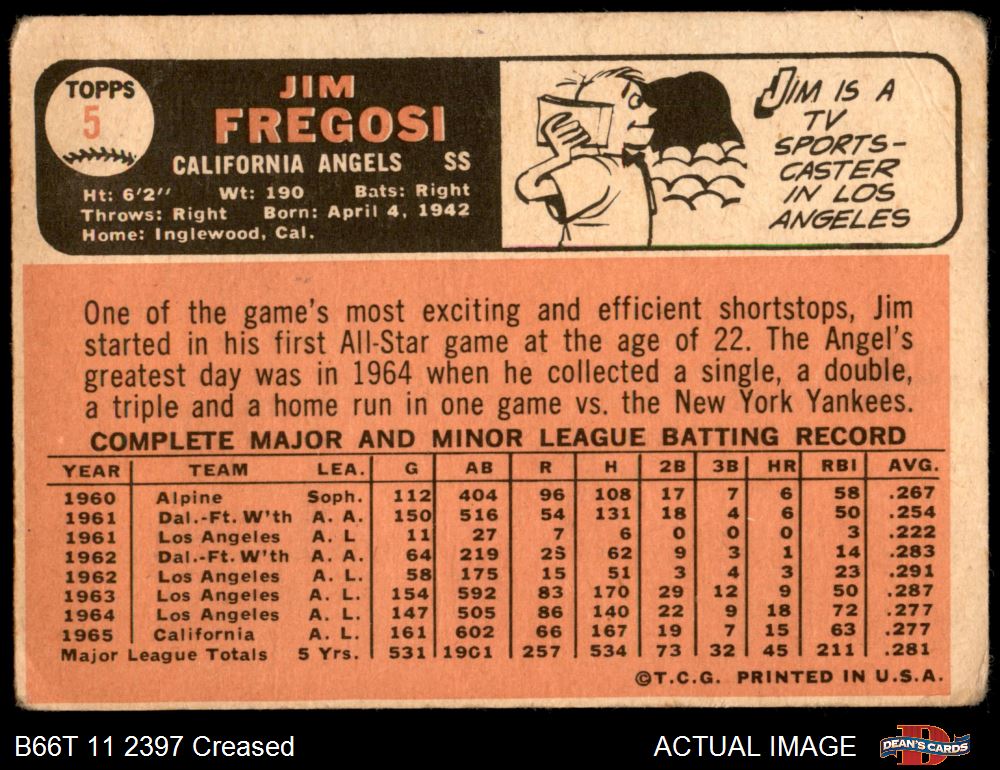 TOPPS
5
JIM
FREGOSI
CALIFORNIA ANGELS SS
Ht: 6'2" Wt: 190 Bats: Right
Throws: Right Born: April 4, 1942
Home: Inglewood, Cal.
JIM IS A
TV
SPORTS-
CASTER
IN LOS
ANGELES
One of the game's most exciting and efficient shortstops, Jim
started in his first All-Star game at the age of 22. The Angel's
greatest day was in 1964 when he collected a single, a double,
a triple and a home run in one game vs. the New York Yankees.
COMPLETE MAJOR AND MINOR LEAGUE BATTING RECORD
YEAR TEAM LEA. G AB R H 2B 3B HR RBI AVG.
1960 Alpine Soph. 112 404 96 108 17 7 6 58 .267
1961 Dal.-Ft. W'th A. A. 150 516 54 131 18 4 6 50 .254
1961 Los Angeles A. L 11 27 7 6 0 0 0 3 .222
1962 Dal.-Ft. W'th A. A. 64 219 25 62 9 3 1 14 .283
1962 Los Angeles A. L. 58 175 15 51 3 4 3 23 .291
1963 Los Angeles A. L. 154 592 83 170 29 12 9 50 .287
1964 Los Angeles A. L. 147 505 86 140 22 9 18 72 .277
1965 California A. L. 161 602 66 167 19 7 15 63 .277
Major League Totals 5 Yrs. 531 1901 257 534 73 32 45 211 .281
©T.C.G. PRINTED IN U.S.A.
B66T 11 2397 Creased ACTUAL IMAGE DEAN'S CARDS